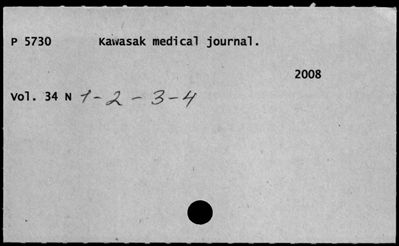 P 5730 Kawasak medical journal.
2008
Vol. 34 N 1-2-3-4